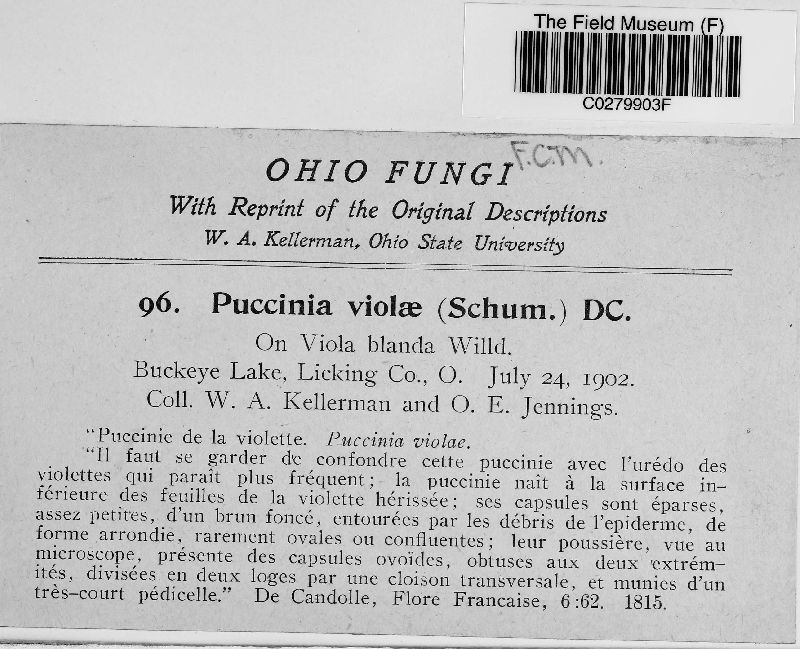 The Field Museum (F)
C0279903F
F.C.M.
OHIO FUNGI
With Reprint of the Original Descriptions
W. A. Kellerman, Ohio State University
96. Puccinia violæ (Schum.) DC.
On Viola blanda Willd.
Buckeye Lake, Licking Co., O. July 24, 1902.
Coll. W. A. Kellerman and O. E. Jennings.
"Puccinie de la violette. Puccinia violae.
"Il faut se garder de confondre cette puccinie avec l'urédo des
violettes qui parait plus fréquent; la puccinie naît à la surface in-
férieure des feuilles de la violette hérissée; ses capsules sont éparses,
assez petites, d'un brun foncé, entourées par les débris de l'epiderme, de
forme arrondie, rarement ovales ou confluentes; leur poussière, vue au
microscope, présente des capsules ovoïdes, obtuses aux deux extrém-
ités, divisées en deux loges par une cloison transversale, et munies d'un
très-court pédicelle." De Candolle, Flore Francaise, 6:62. 1815.